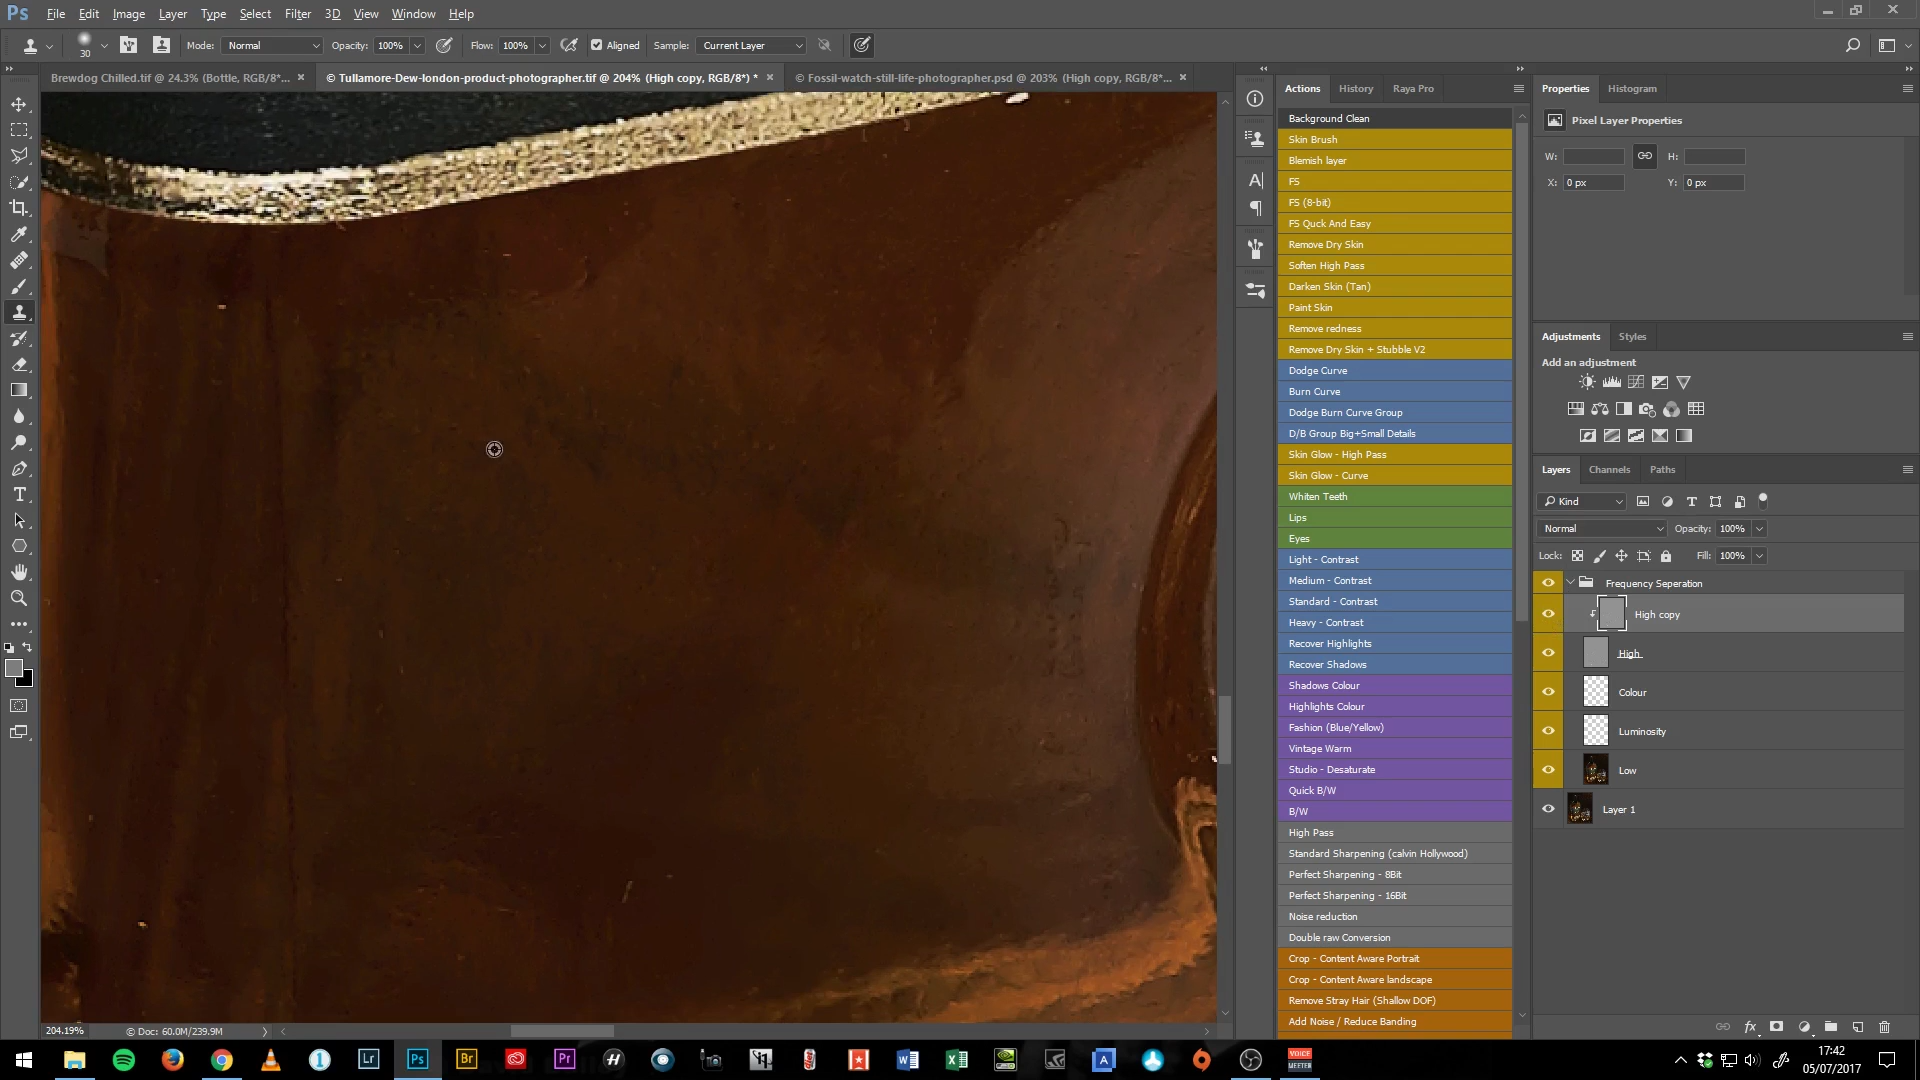 Ps File Edit Image Layer Type Select Filter 3D View Window Help
30 Mode: Normal Opacity: 100% Flow: 100% Aligned Sample: Current Layer
Brewdog Chilled.tif @ 24.3% (Bottle, RGB/8*... × © Tullamore-Dew-london-product-photographer.tif @ 204% (High copy, RGB/8*) * × © Fossil-watch-still-life-photographer.psd @ 203% (High copy, RGB/8*... ×
Actions History Raya Pro
Background Clean
Skin Brush
Blemish layer
FS
FS (8-bit)
FS Quck And Easy
Remove Dry Skin
Soften High Pass
Darken Skin (Tan)
Paint Skin
Remove redness
Remove Dry Skin + Stubble V2
Dodge Curve
Burn Curve
Dodge Burn Curve Group
D/B Group Big+Small Details
Skin Glow - High Pass
Skin Glow - Curve
Whiten Teeth
Lips
Eyes
Light - Contrast
Medium - Contrast
Standard - Contrast
Heavy - Contrast
Recover Highlights
Recover Shadows
Shadows Colour
Highlights Colour
Fashion (Blue/Yellow)
Vintage Warm
Studio - Desaturate
Quick B/W
B/W
High Pass
Standard Sharpening (calvin Hollywood)
Perfect Sharpening - 8Bit
Perfect Sharpening - 16Bit
Noise reduction
Double raw Conversion
Crop - Content Aware Portrait
Crop - Content Aware landscape
Remove Stray Hair (Shallow DOF)
Add Noise / Reduce Banding
Properties Histogram
Pixel Layer Properties
W: H:
X: 0 px Y: 0 px
Adjustments Styles
Add an adjustment
Layers Channels Paths
Kind
Normal Opacity: 100%
Lock: Fill: 100%
Frequency Seperation
High copy
High
Colour
Luminosity
Low
Layer 1
204.19% © Doc: 60.0M/239.9M
Lr Ps Br Pr
VOICE MEETER
17:42
05/07/2017